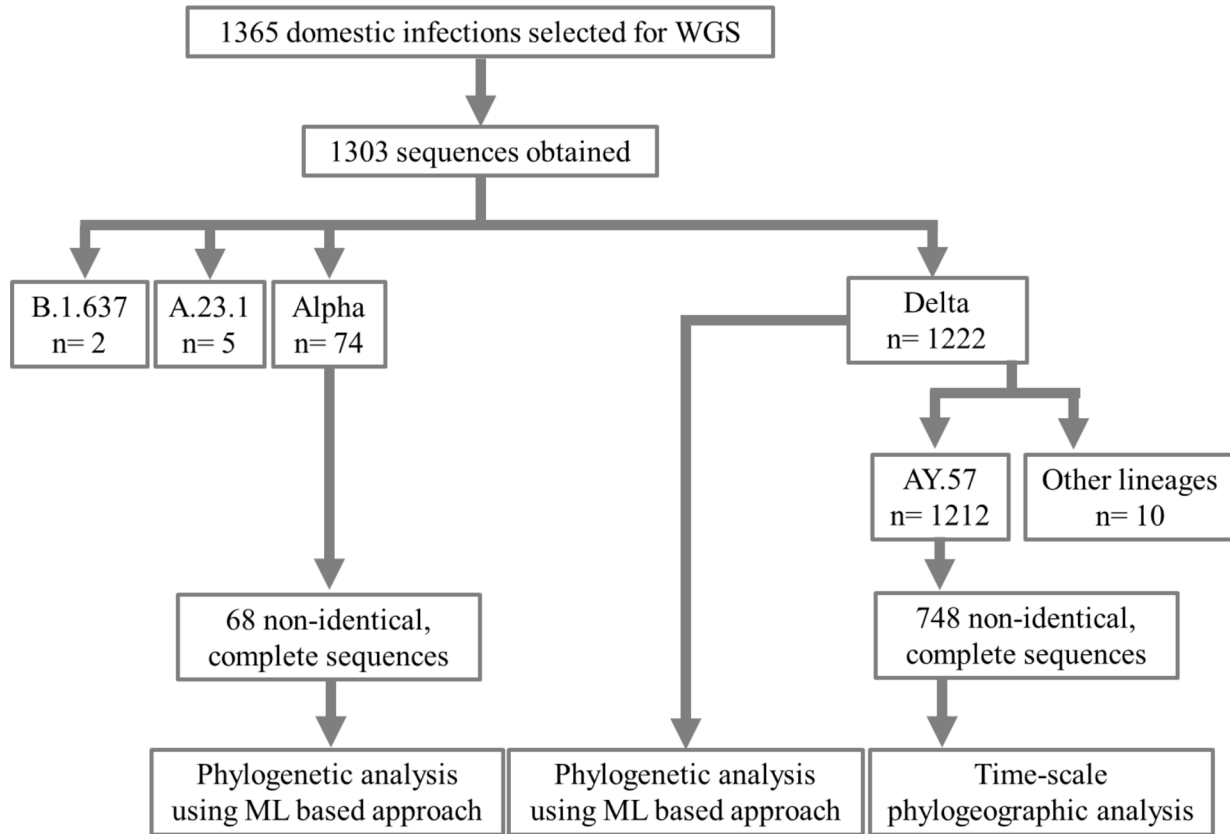 1365 domestic infections selected for WGS
1303 sequences obtained
B.1.637
n= 2
A.23.1
n= 5
Alpha
n= 74
Delta
n= 1222
AY.57
n= 1212
Other lineages
n= 10
68 non-identical,
complete sequences
748 non-identical,
complete sequences
Phylogenetic analysis
using ML based approach
Phylogenetic analysis
using ML based approach
Time-scale
phylogeographic analysis